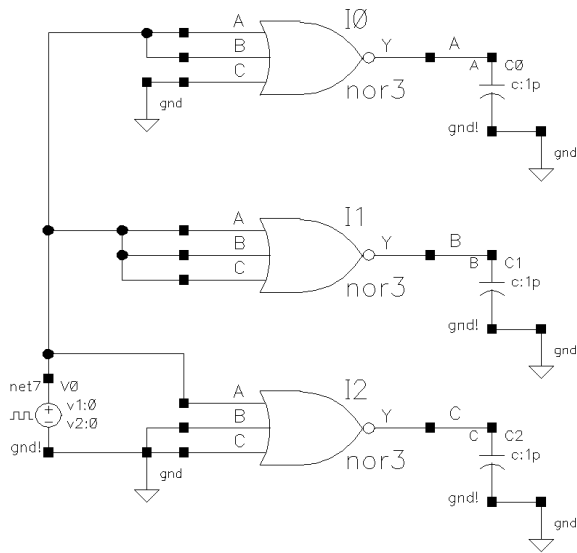 A
B
C
I0
Y
nor3
gnd
A
A
C0
c:1p
gnd!
gnd
A
B
C
I1
Y
nor3
B
B
C1
c:1p
gnd!
gnd
net7
V0
v1:0
v2:0
gnd!
A
B
C
gnd
I2
Y
nor3
C
C
C2
c:1p
gnd!
gnd